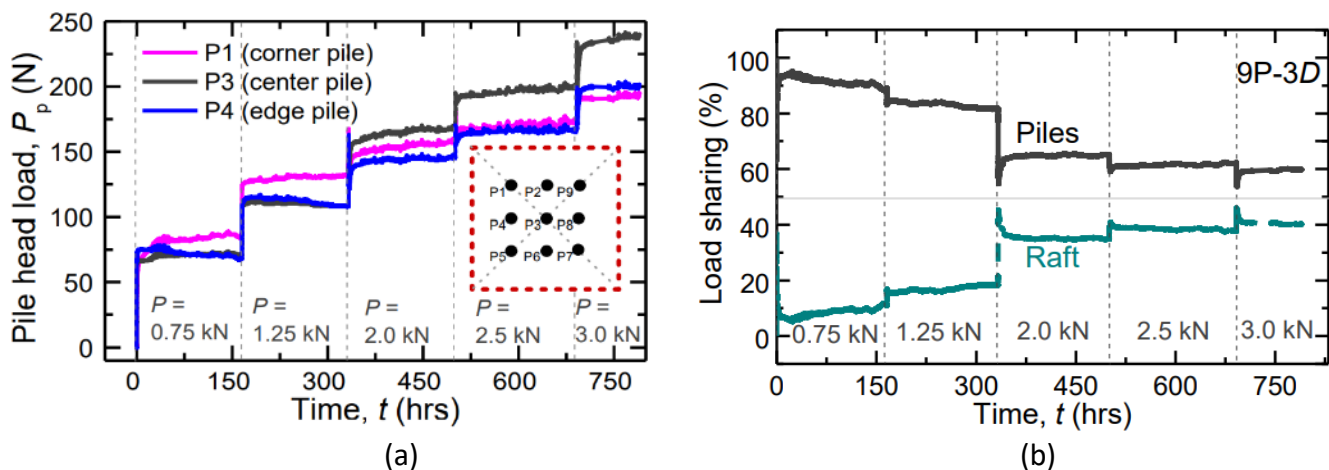 Pile head load, Pp (N)
250
200
150
100
50
0
P1 (corner pile)
P3 (center pile)
P4 (edge pile)
P1 P2 P9
P4 P3 P8
P5 P6 P7
P = P = P = P = P =
0.75 kN 1.25 kN 2.0 kN 2.5 kN 3.0 kN
0 150 300 450 600 750
Time, t (hrs)
(a)
Load sharing (%)
100
80
60
40
20
0
9P-3D
Piles
Raft
0.75 kN 1.25 kN 2.0 kN 2.5 kN 3.0 kN
0 150 300 450 600 750
Time, t (hrs)
(b)